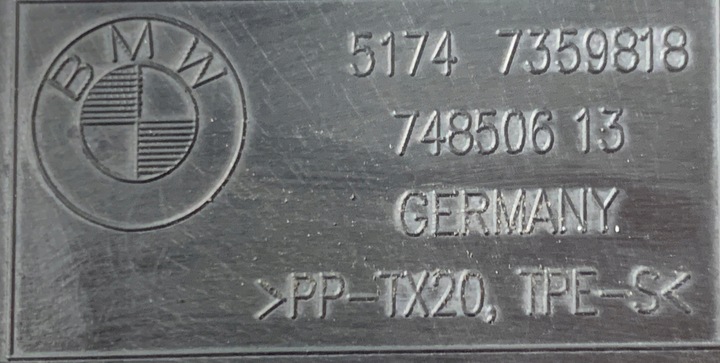 BMW
5174 7359818
748506 13
GERMANY
>PP-TX20, TPE-S<